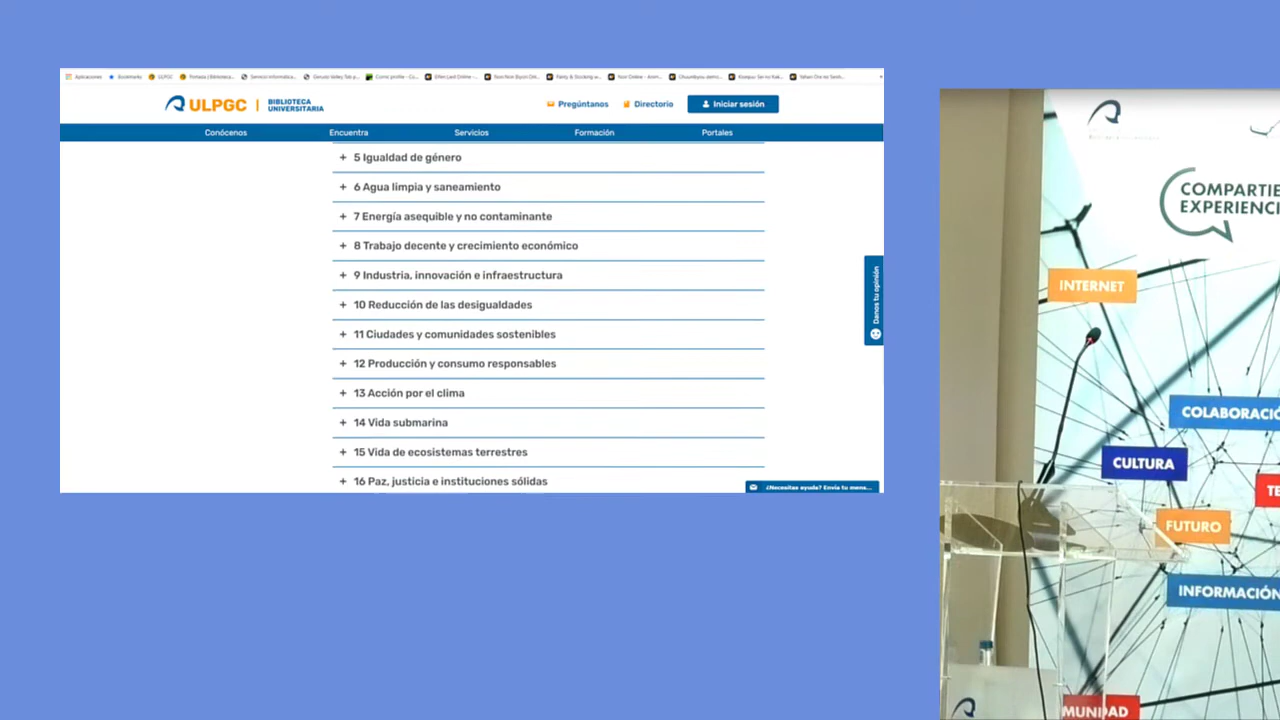 Aplicaciones
Bookmarks
ULPGC
ULPGC | BIBLIOTECA
UNIVERSITARIA
Pregúntanos
Directorio
Iniciar sesión
Conócenos
Encuentra
Servicios
Formación
Portales
+ 5 Igualdad de género
+ 6 Agua limpia y saneamiento
+ 7 Energía asequible y no contaminante
+ 8 Trabajo decente y crecimiento económico
+ 9 Industria, innovación e infraestructura
+ 10 Reducción de las desigualdades
+ 11 Ciudades y comunidades sostenibles
+ 12 Producción y consumo responsables
+ 13 Acción por el clima
+ 14 Vida submarina
+ 15 Vida de ecosistemas terrestres
+ 16 Paz, justicia e instituciones sólidas
Danos tu opinión
¿Necesitas ayuda? Envía tu mens...
COMPARTIE
EXPERIENCI
INTERNET
COLABORACIÓ
CULTURA
TE
FUTURO
INFORMACIÓN
MUNIDAD